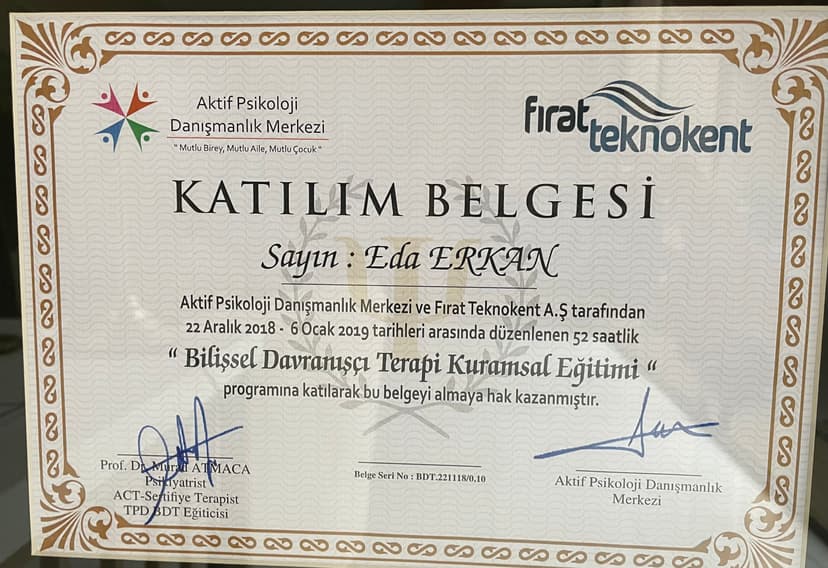 Aktif Psikoloji
Danışmanlık Merkezi
" Mutlu Birey, Mutlu Aile, Mutlu Çocuk "
fırat
teknokent
KATILIM BELGESİ
Sayın : Eda ERKAN
Aktif Psikoloji Danışmanlık Merkezi ve Fırat Teknokent A.Ş tarafından
22 Aralık 2018 - 6 Ocak 2019 tarihleri arasında düzenlenen 52 saatlik
“ Bilişsel Davranışçı Terapi Kuramsal Eğitimi “
programına katılarak bu belgeyi almaya hak kazanmıştır.
Prof. Dr. Murad ATMACA
Psikiyatrist
ACT-Sertifiye Terapist
TPD BDT Eğiticisi
Belge Seri No : BDT.221118/0.10
Aktif Psikoloji Danışmanlık
Merkezi